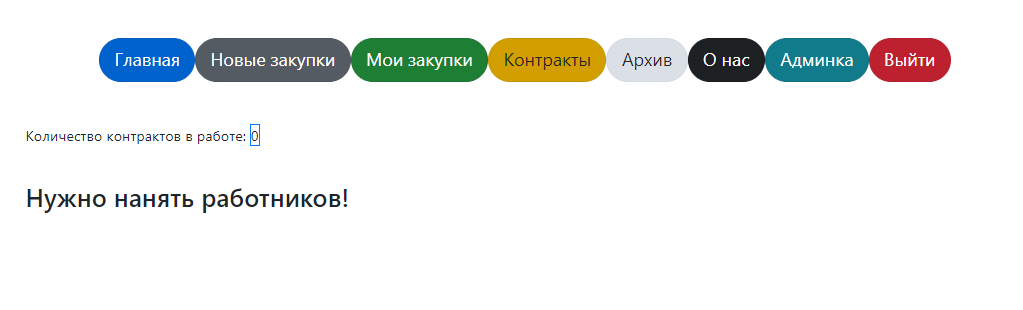 Главная Новые закупки Мои закупки Контракты Архив О нас Админка Выйти
Количество контрактов в работе: 0
Нужно нанять работников!